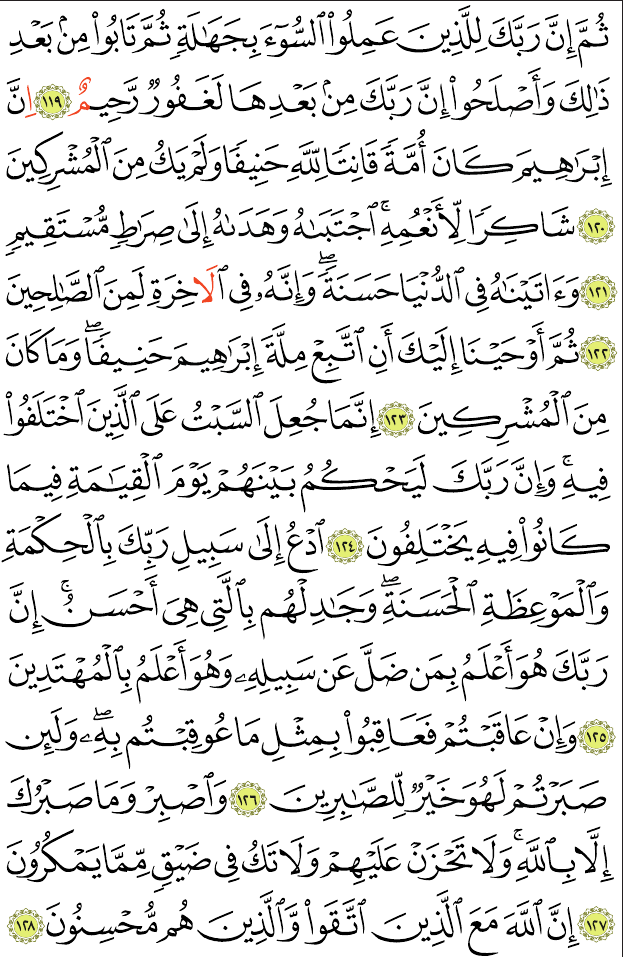 ثُمَّ إِنَّ رَبَّكَ لِلَّذِينَ عَمِلُوا۟ ٱلسُّوٓءَ بِجَهَٰلَةٍ ثُمَّ تَابُوا۟ مِنۢ بَعْدِ
ذَٰلِكَ وَأَصْلَحُوٓا۟ إِنَّ رَبَّكَ مِنۢ بَعْدِهَا لَغَفُورٌ رَّحِيمٌ ١١٩ إِنَّ
إِبْرَٰهِيمَ كَانَ أُمَّةً قَانِتًا لِّلَّهِ حَنِيفًا وَلَمْ يَكُ مِنَ ٱلْمُشْرِكِينَ
١٢٠ شَاكِرًا لِّأَنْعُمِهِ ۚ ٱجْتَبَىٰهُ وَهَدَىٰهُ إِلَىٰ صِرَٰطٍ مُّسْتَقِيمٍ
١٢١ وَءَاتَيْنَٰهُ فِى ٱلدُّنْيَا حَسَنَةً ۖ وَإِنَّهُۥ فِى ٱلَاخِرَةِ لَمِنَ ٱلصَّٰلِحِينَ
١٢٢ ثُمَّ أَوْحَيْنَآ إِلَيْكَ أَنِ ٱتَّبِعْ مِلَّةَ إِبْرَٰهِيمَ حَنِيفًا ۖ وَمَا كَانَ
مِنَ ٱلْمُشْرِكِينَ ١٢٣ إِنَّمَا جُعِلَ ٱلسَّبْتُ عَلَى ٱلَّذِينَ ٱخْتَلَفُوا۟
فِيهِ ۚ وَإِنَّ رَبَّكَ لَيَحْكُمُ بَيْنَهُمْ يَوْمَ ٱلْقِيَٰمَةِ فِيمَا
كَانُوا۟ فِيهِ يَخْتَلِفُونَ ١٢٤ ٱدْعُ إِلَىٰ سَبِيلِ رَبِّكَ بِٱلْحِكْمَةِ
وَٱلْمَوْعِظَةِ ٱلْحَسَنَةِ ۖ وَجَٰدِلْهُم بِٱلَّتِى هِىَ أَحْسَنُ ۚ إِنَّ
رَبَّكَ هُوَ أَعْلَمُ بِمَن ضَلَّ عَن سَبِيلِهِۦ وَهُوَ أَعْلَمُ بِٱلْمُهْتَدِينَ
١٢٥ وَإِنْ عَاقَبْتُمْ فَعَاقِبُوا۟ بِمِثْلِ مَا عُوقِبْتُم بِهِۦ ۖ وَلَئِن
صَبَرْتُمْ لَهُوَ خَيْرٌ لِّلصَّٰبِرِينَ ١٢٦ وَٱصْبِرْ وَمَا صَبْرُكَ
إِلَّا بِٱللَّهِ ۚ وَلَا تَحْزَنْ عَلَيْهِمْ وَلَا تَكُ فِى ضَيْقٍ مِّمَّا يَمْكُرُونَ
١٢٧ إِنَّ ٱللَّهَ مَعَ ٱلَّذِينَ ٱتَّقَوا۟ وَّٱلَّذِينَ هُم مُّحْسِنُونَ ١٢٨